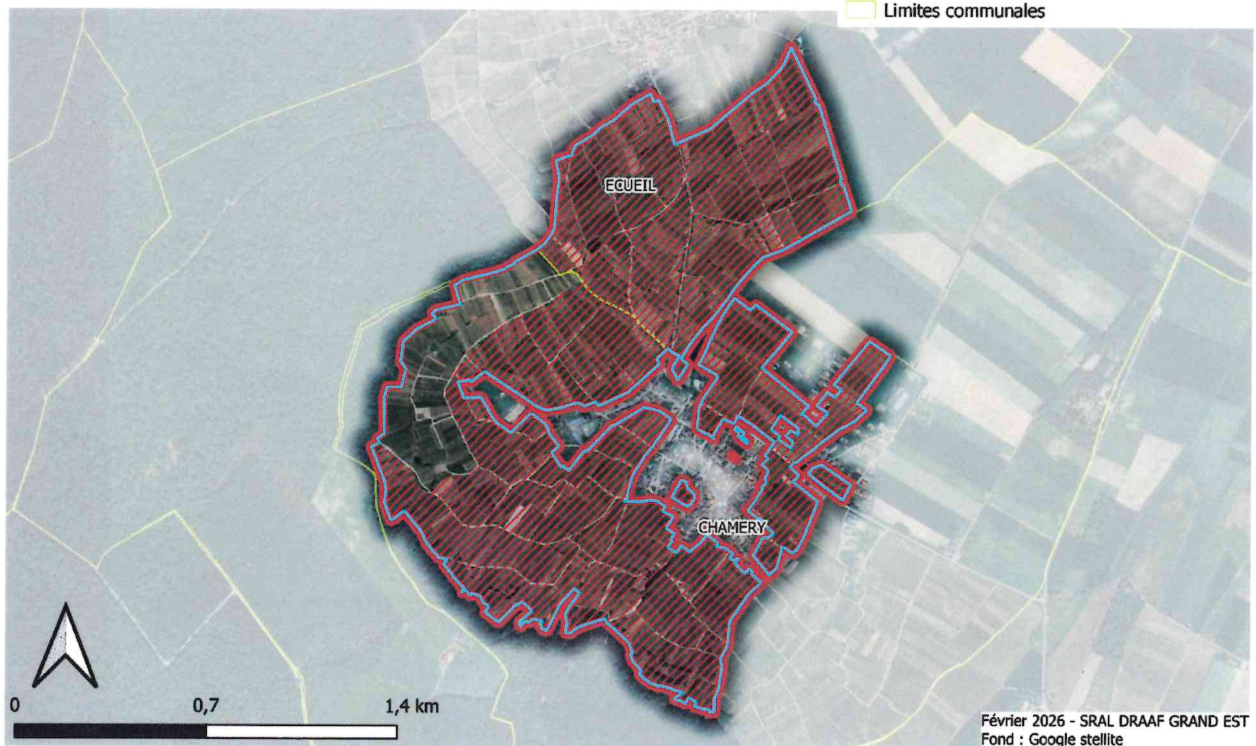 Limites communales
ECUEIL
CHAMERY
0 0,7 1,4 km
Février 2026 - SRAL DRAAF GRAND EST
Fond : Google stellite